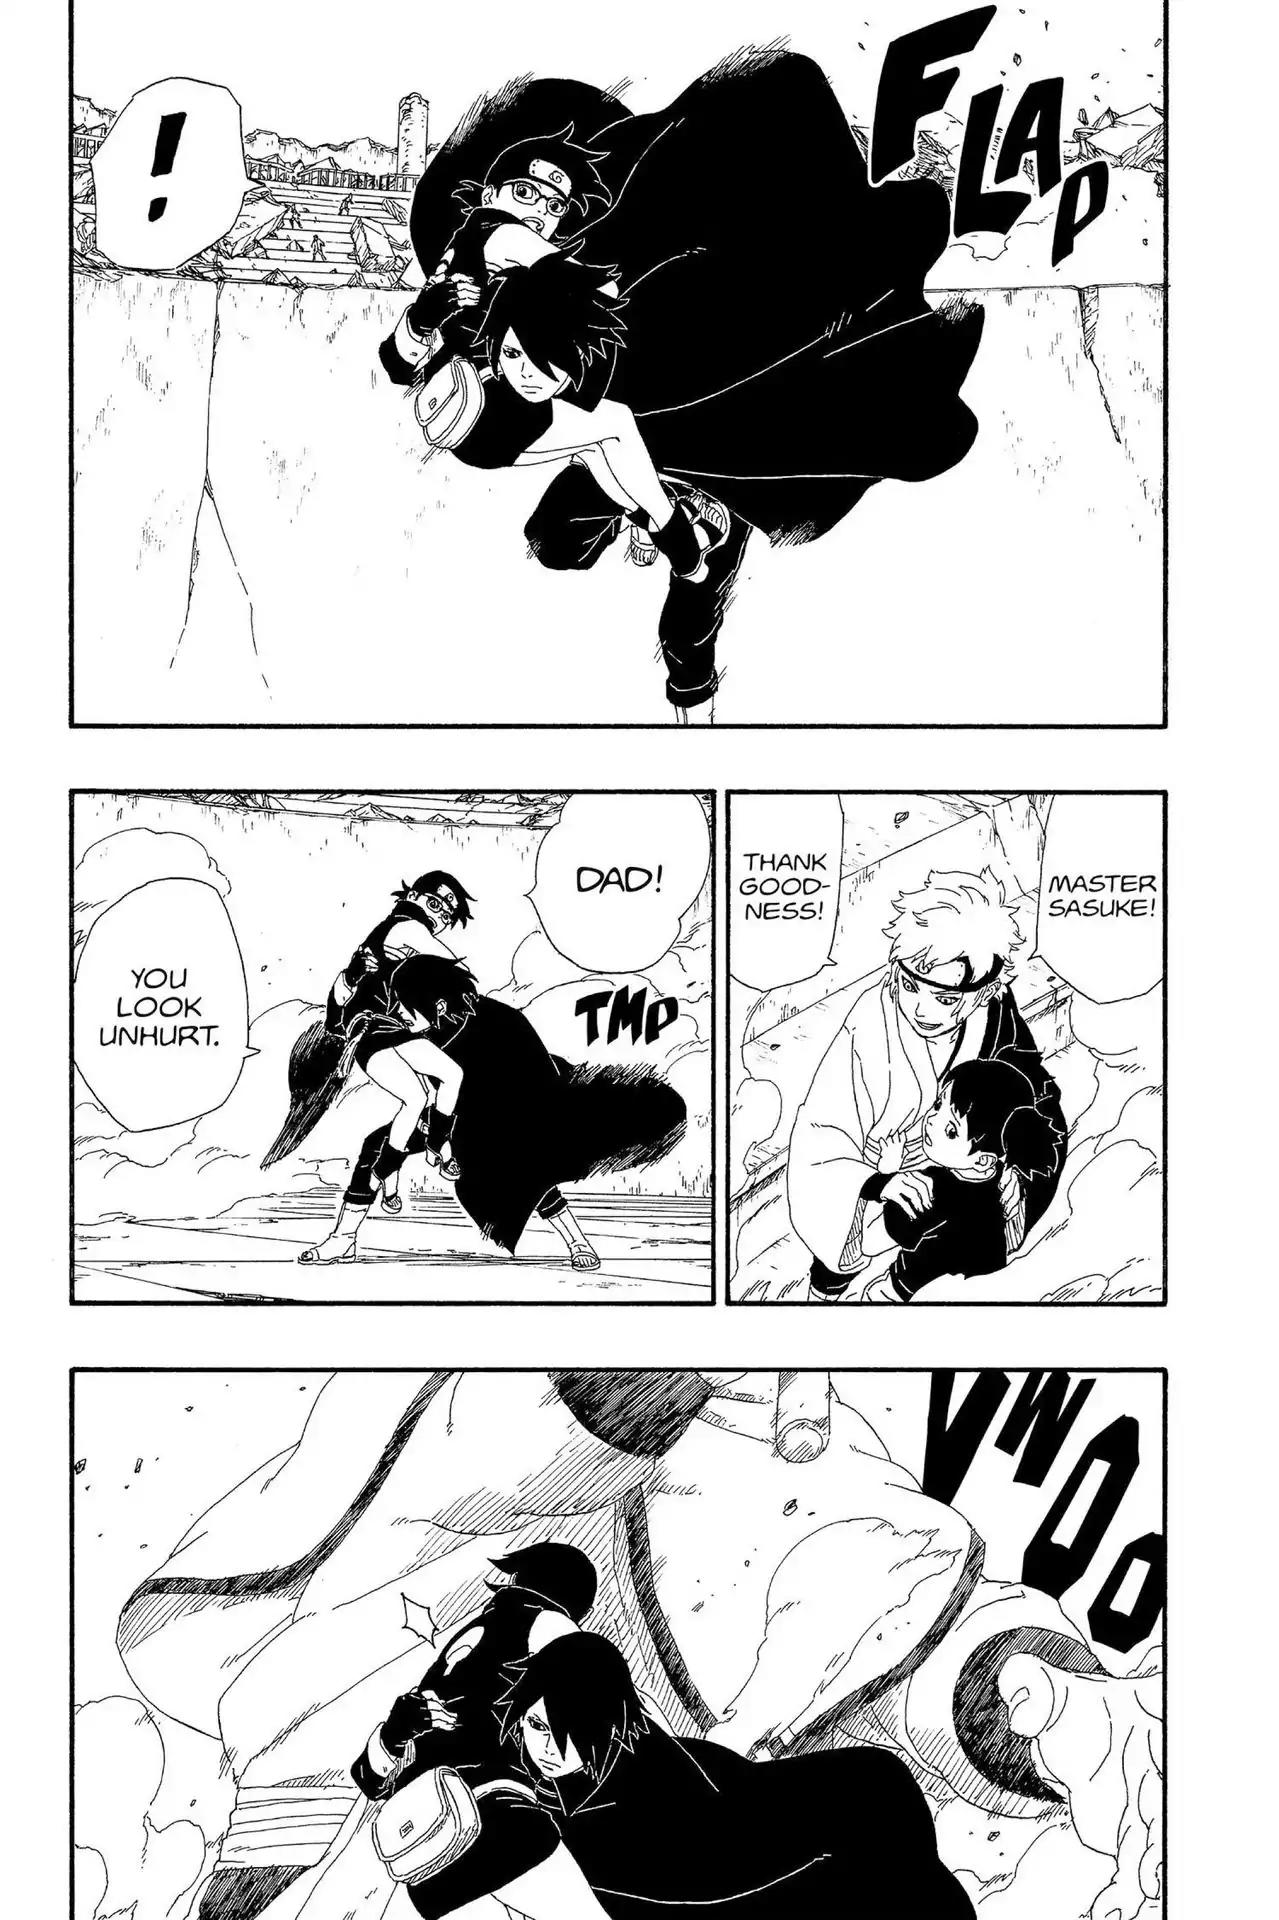 !
FLAP
DAD!
YOU
LOOK
UNHURT.
TMP
MASTER
SASUKE!
THANK
GOOD-
NESS!
VWOO